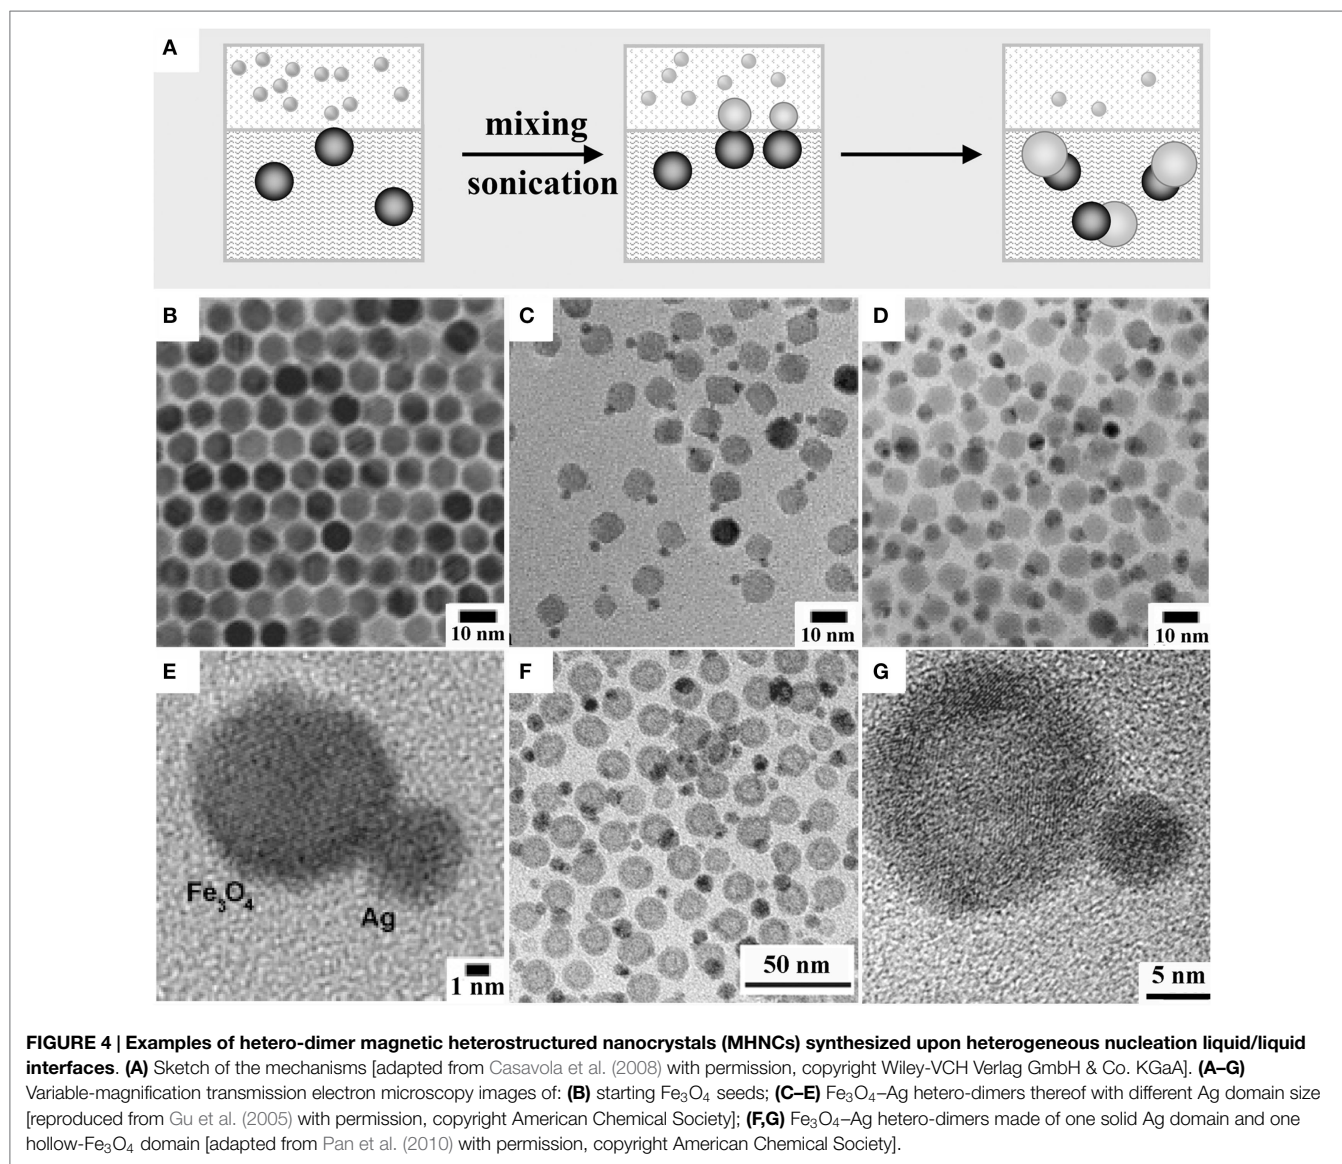 A
mixing
sonication
B
C
D
10 nm
10 nm
10 nm
E
F
G
Fe₃O₄
Ag
1 nm
50 nm
5 nm
FIGURE 4 | Examples of hetero-dimer magnetic heterostructured nanocrystals (MHNCs) synthesized upon heterogeneous nucleation liquid/liquid
interfaces. (A) Sketch of the mechanisms [adapted from Casavola et al. (2008) with permission, copyright Wiley-VCH Verlag GmbH & Co. KGaA]. (A–G)
Variable-magnification transmission electron microscopy images of: (B) starting Fe₃O₄ seeds; (C–E) Fe₃O₄–Ag hetero-dimers thereof with different Ag domain size
[reproduced from Gu et al. (2005) with permission, copyright American Chemical Society]; (F,G) Fe₃O₄–Ag hetero-dimers made of one solid Ag domain and one
hollow-Fe₃O₄ domain [adapted from Pan et al. (2010) with permission, copyright American Chemical Society].